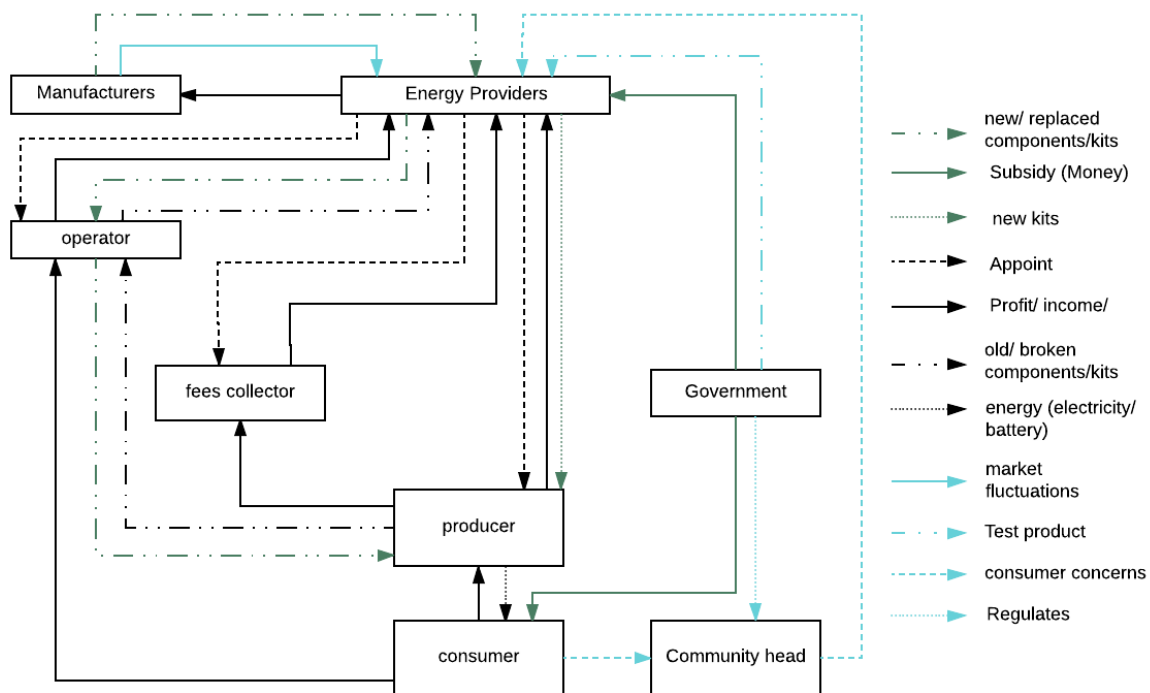 Manufacturers
Energy Providers
operator
fees collector
Government
producer
consumer
Community head
new/ replaced
components/kits
Subsidy (Money)
new kits
Appoint
Profit/ income/
old/ broken
components/kits
energy (electricity/
battery)
market
fluctuations
Test product
consumer concerns
Regulates